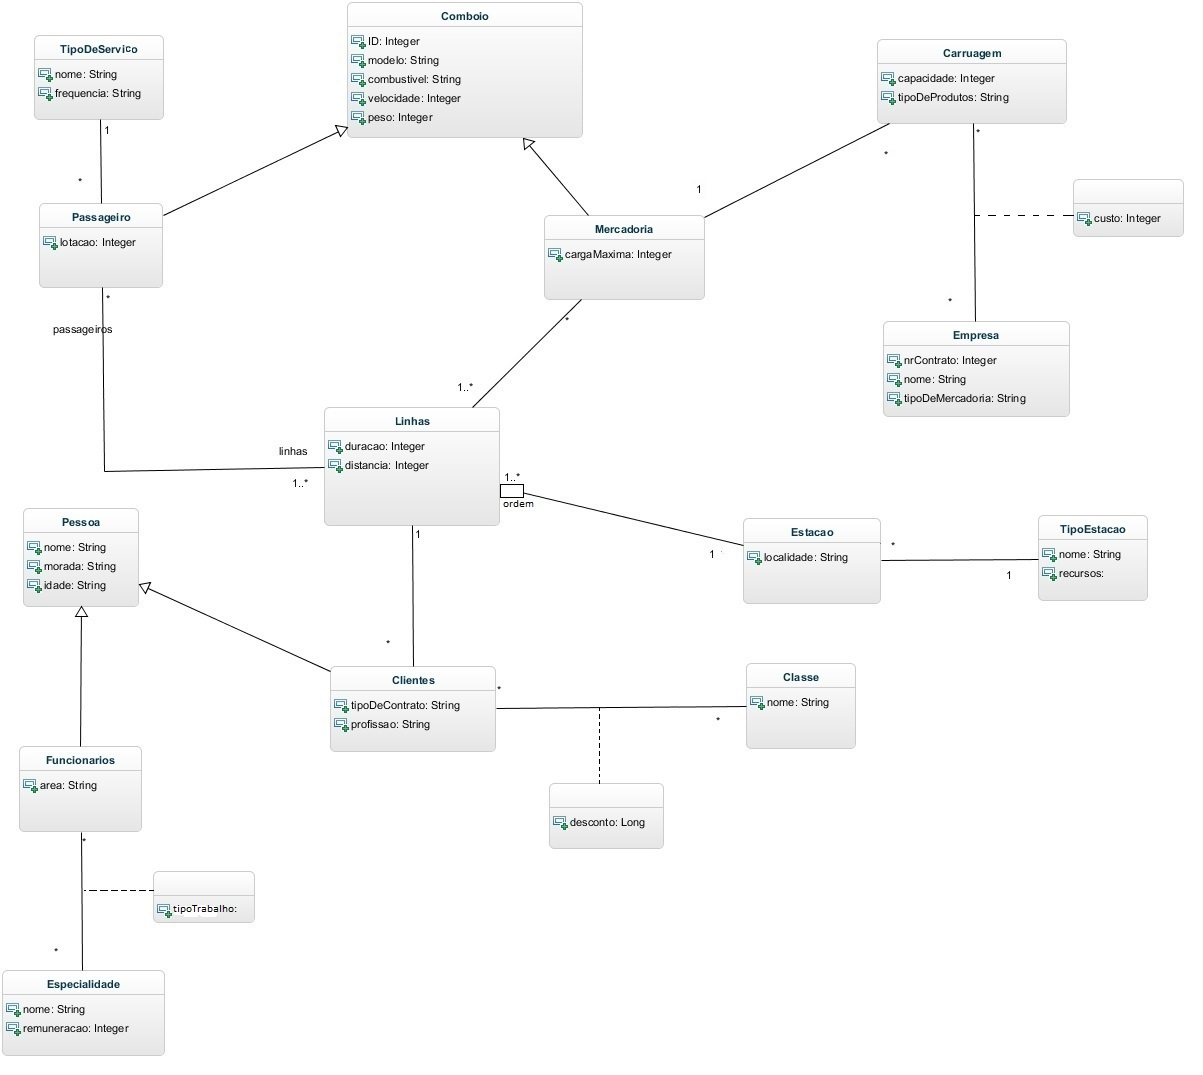 Comboio
ID: Integer
modelo: String
combustivel: String
velocidade: Integer
peso: Integer
TipoDeServico
nome: String
frequencia: String
1
*
Carruagem
capacidade: Integer
tipoDeProdutos: String
*
*
1
custo: Integer
Passageiro
lotacao: Integer
*
passageiros
Mercadoria
cargaMaxima: Integer
*
*
Empresa
nrContrato: Integer
nome: String
tipoDeMercadoria: String
1..*
Linhas
duracao: Integer
distancia: Integer
linhas
1..*
1..*
ordem
1
Pessoa
nome: String
morada: String
idade: String
1
Estacao
localidade: String
*
1
TipoEstacao
nome: String
recursos:
*
Clientes
tipoDeContrato: String
profissao: String
*
*
Classe
nome: String
desconto: Long
Funcionarios
area: String
*
tipoTrabalho:
*
Especialidade
nome: String
remuneracao: Integer